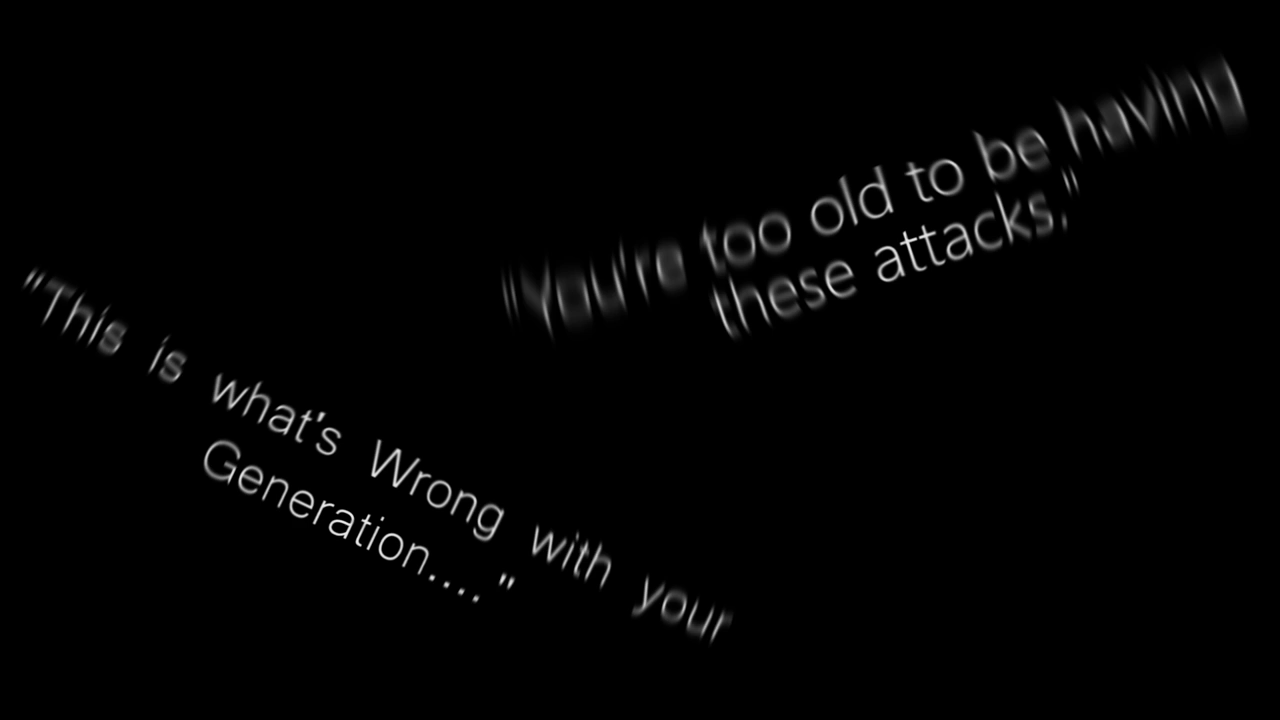 "You're too old to be having
these attacks."
"This is what's Wrong with your
Generation...."